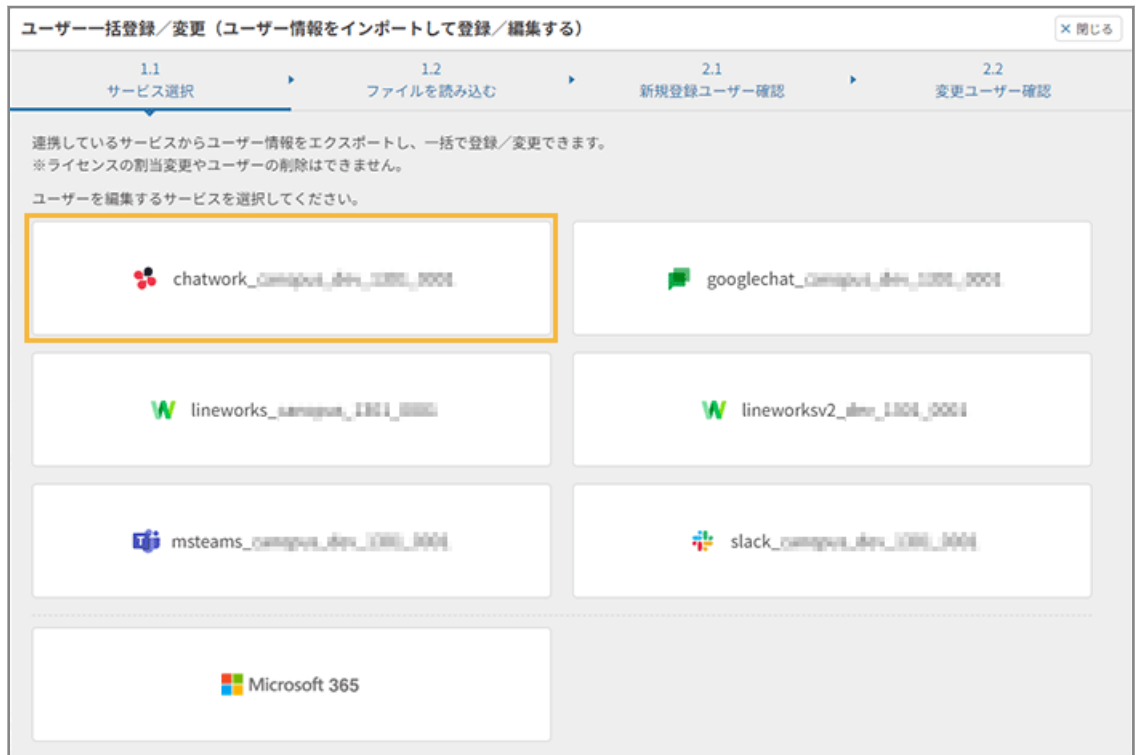 ユーザー一括登録／変更（ユーザー情報をインポートして登録／編集する）
× 閉じる
1.1
サービス選択
1.2
ファイルを読み込む
2.1
新規登録ユーザー確認
2.2
変更ユーザー確認
連携しているサービスからユーザー情報をエクスポートし、一括で登録／変更できます。
※ライセンスの割当変更やユーザーの削除はできません。
ユーザーを編集するサービスを選択してください。
chatwork_
googlechat_
lineworks_
lineworksv2_
msteams_
slack_
Microsoft 365